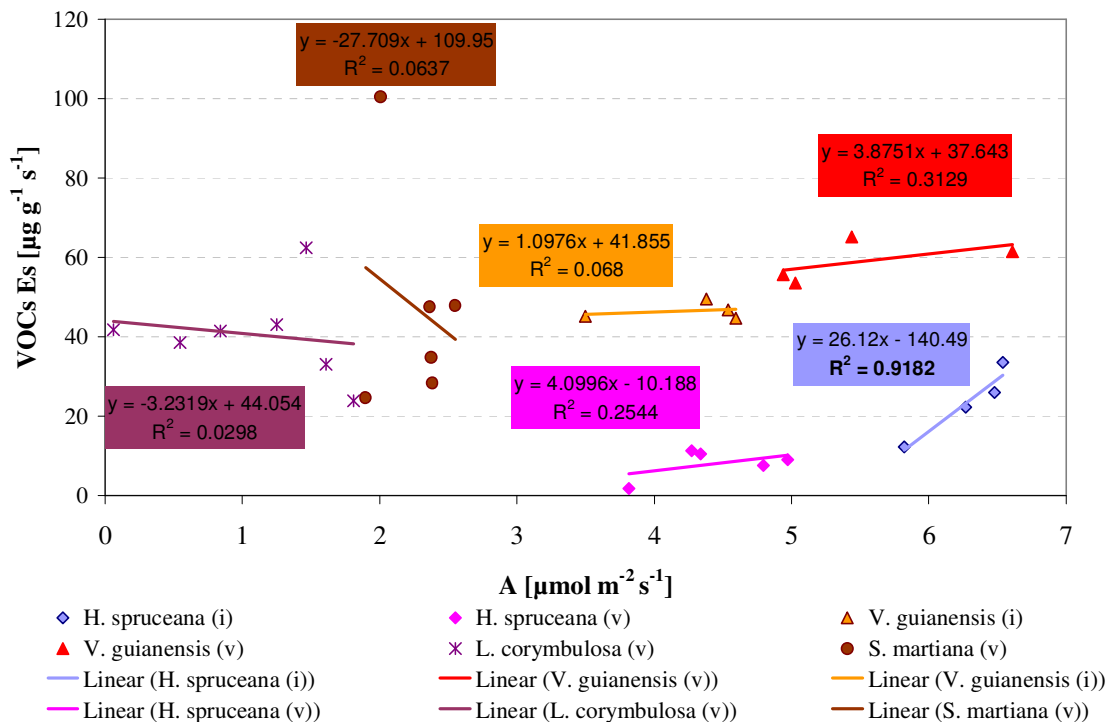 120
100
80
60
40
20
0
VOCs Es [µg g⁻¹ s⁻¹]
y = -27.709x + 109.95
R² = 0.0637
y = 3.8751x + 37.643
R² = 0.3129
y = 1.0976x + 41.855
R² = 0.068
y = 26.12x - 140.49
R² = 0.9182
y = 4.0996x - 10.188
R² = 0.2544
y = -3.2319x + 44.054
R² = 0.0298
0 1 2 3 4 5 6 7
A [µmol m⁻² s⁻¹]
H. spruceana (i) H. spruceana (v) V. guianensis (i)
V. guianensis (v) L. corymbulosa (v) S. martiana (v)
Linear (H. spruceana (i)) Linear (V. guianensis (v)) Linear (V. guianensis (i))
Linear (H. spruceana (v)) Linear (L. corymbulosa (v)) Linear (S. martiana (v))